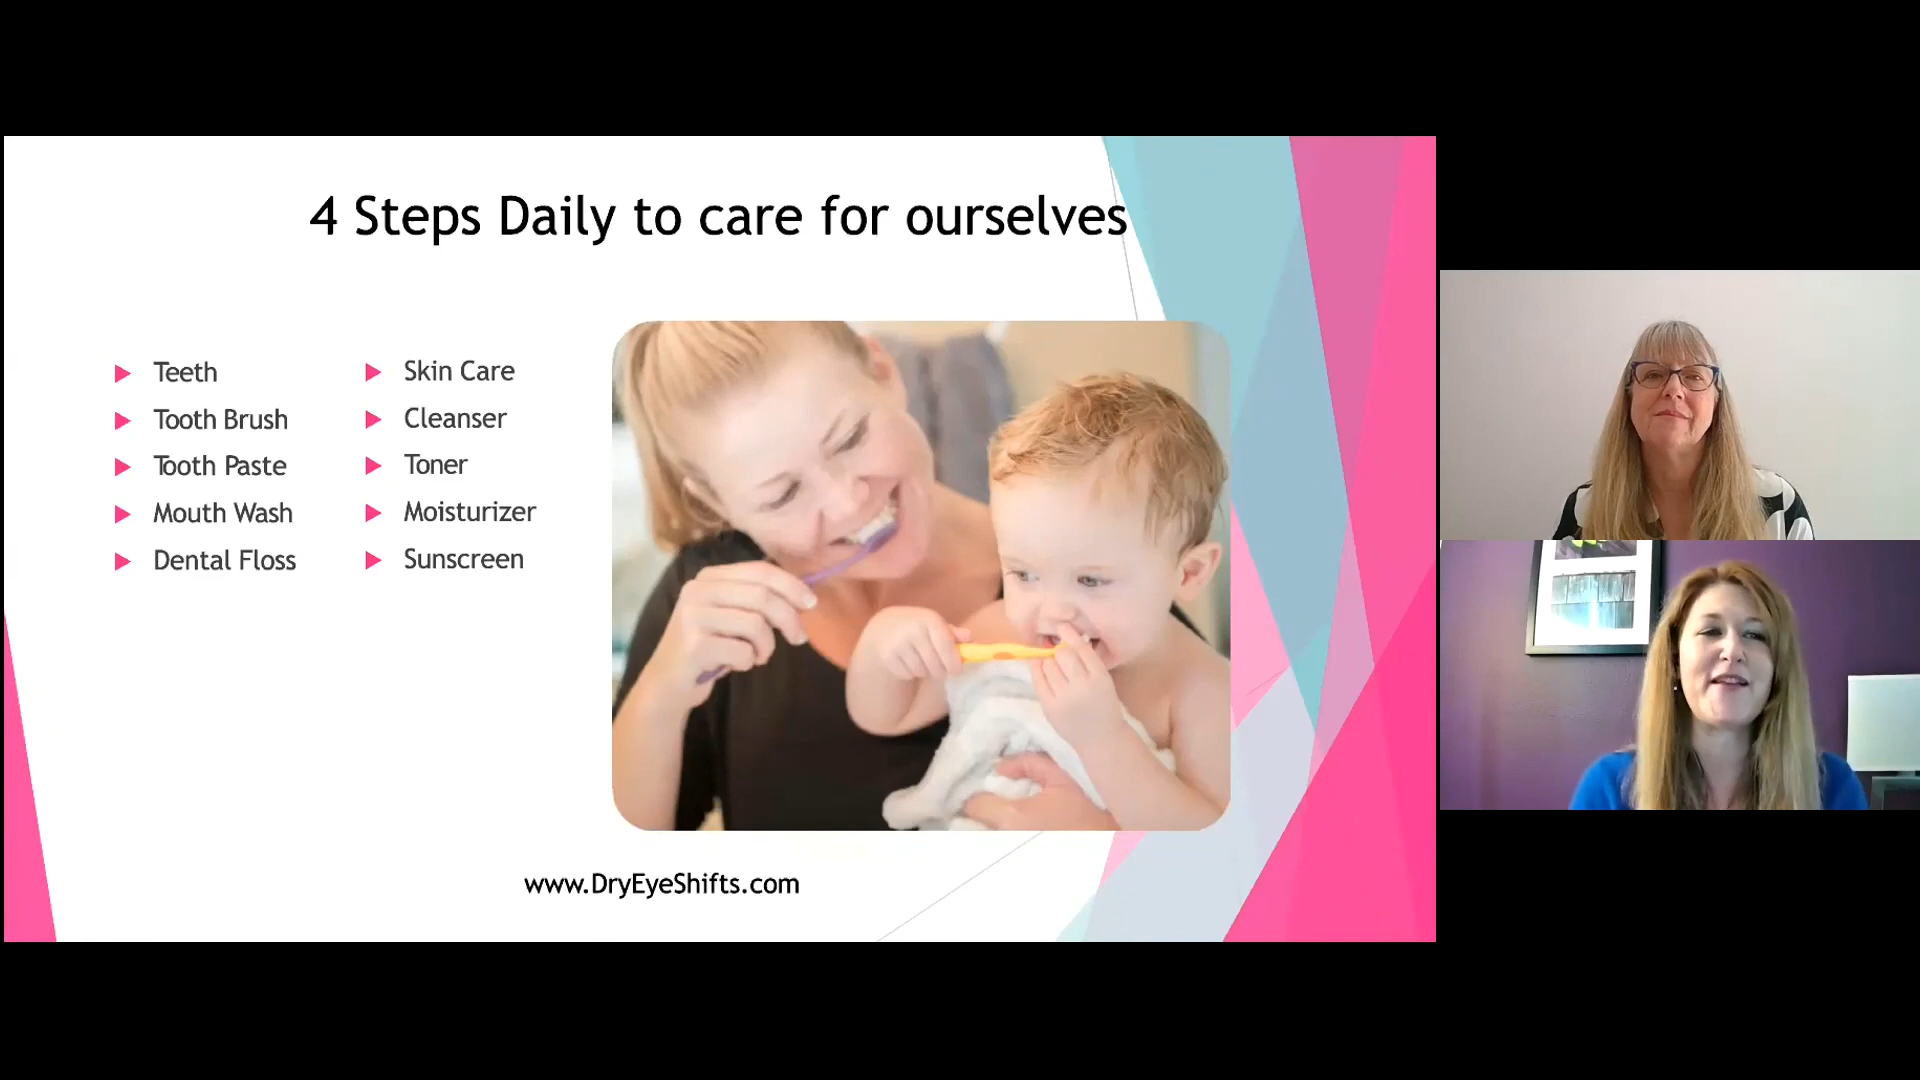 4 Steps Daily to care for ourselves
Teeth
Tooth Brush
Tooth Paste
Mouth Wash
Dental Floss
Skin Care
Cleanser
Toner
Moisturizer
Sunscreen
www.DryEyeShifts.com